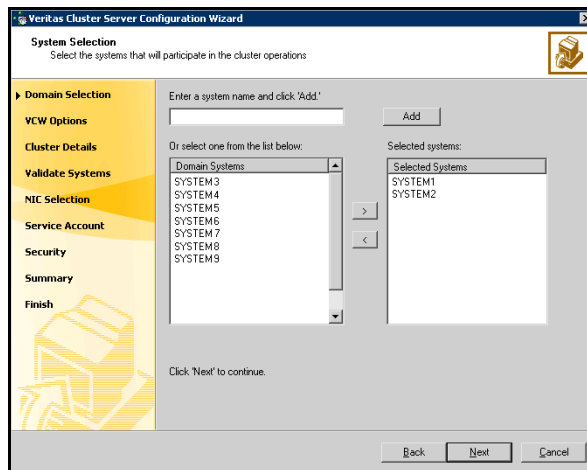 Veritas Cluster Server Configuration Wizard
System Selection
Select the systems that will participate in the cluster operations
Domain Selection
VCW Options
Cluster Details
Validate Systems
NIC Selection
Service Account
Security
Summary
Finish
Enter a system name and click 'Add.'
Add
Or select one from the list below:
Domain Systems
SYSTEM3
SYSTEM4
SYSTEM5
SYSTEM6
SYSTEM7
SYSTEM8
SYSTEM9
>
<
Selected systems:
Selected Systems
SYSTEM1
SYSTEM2
Click 'Next' to continue.
Back
Next
Cancel